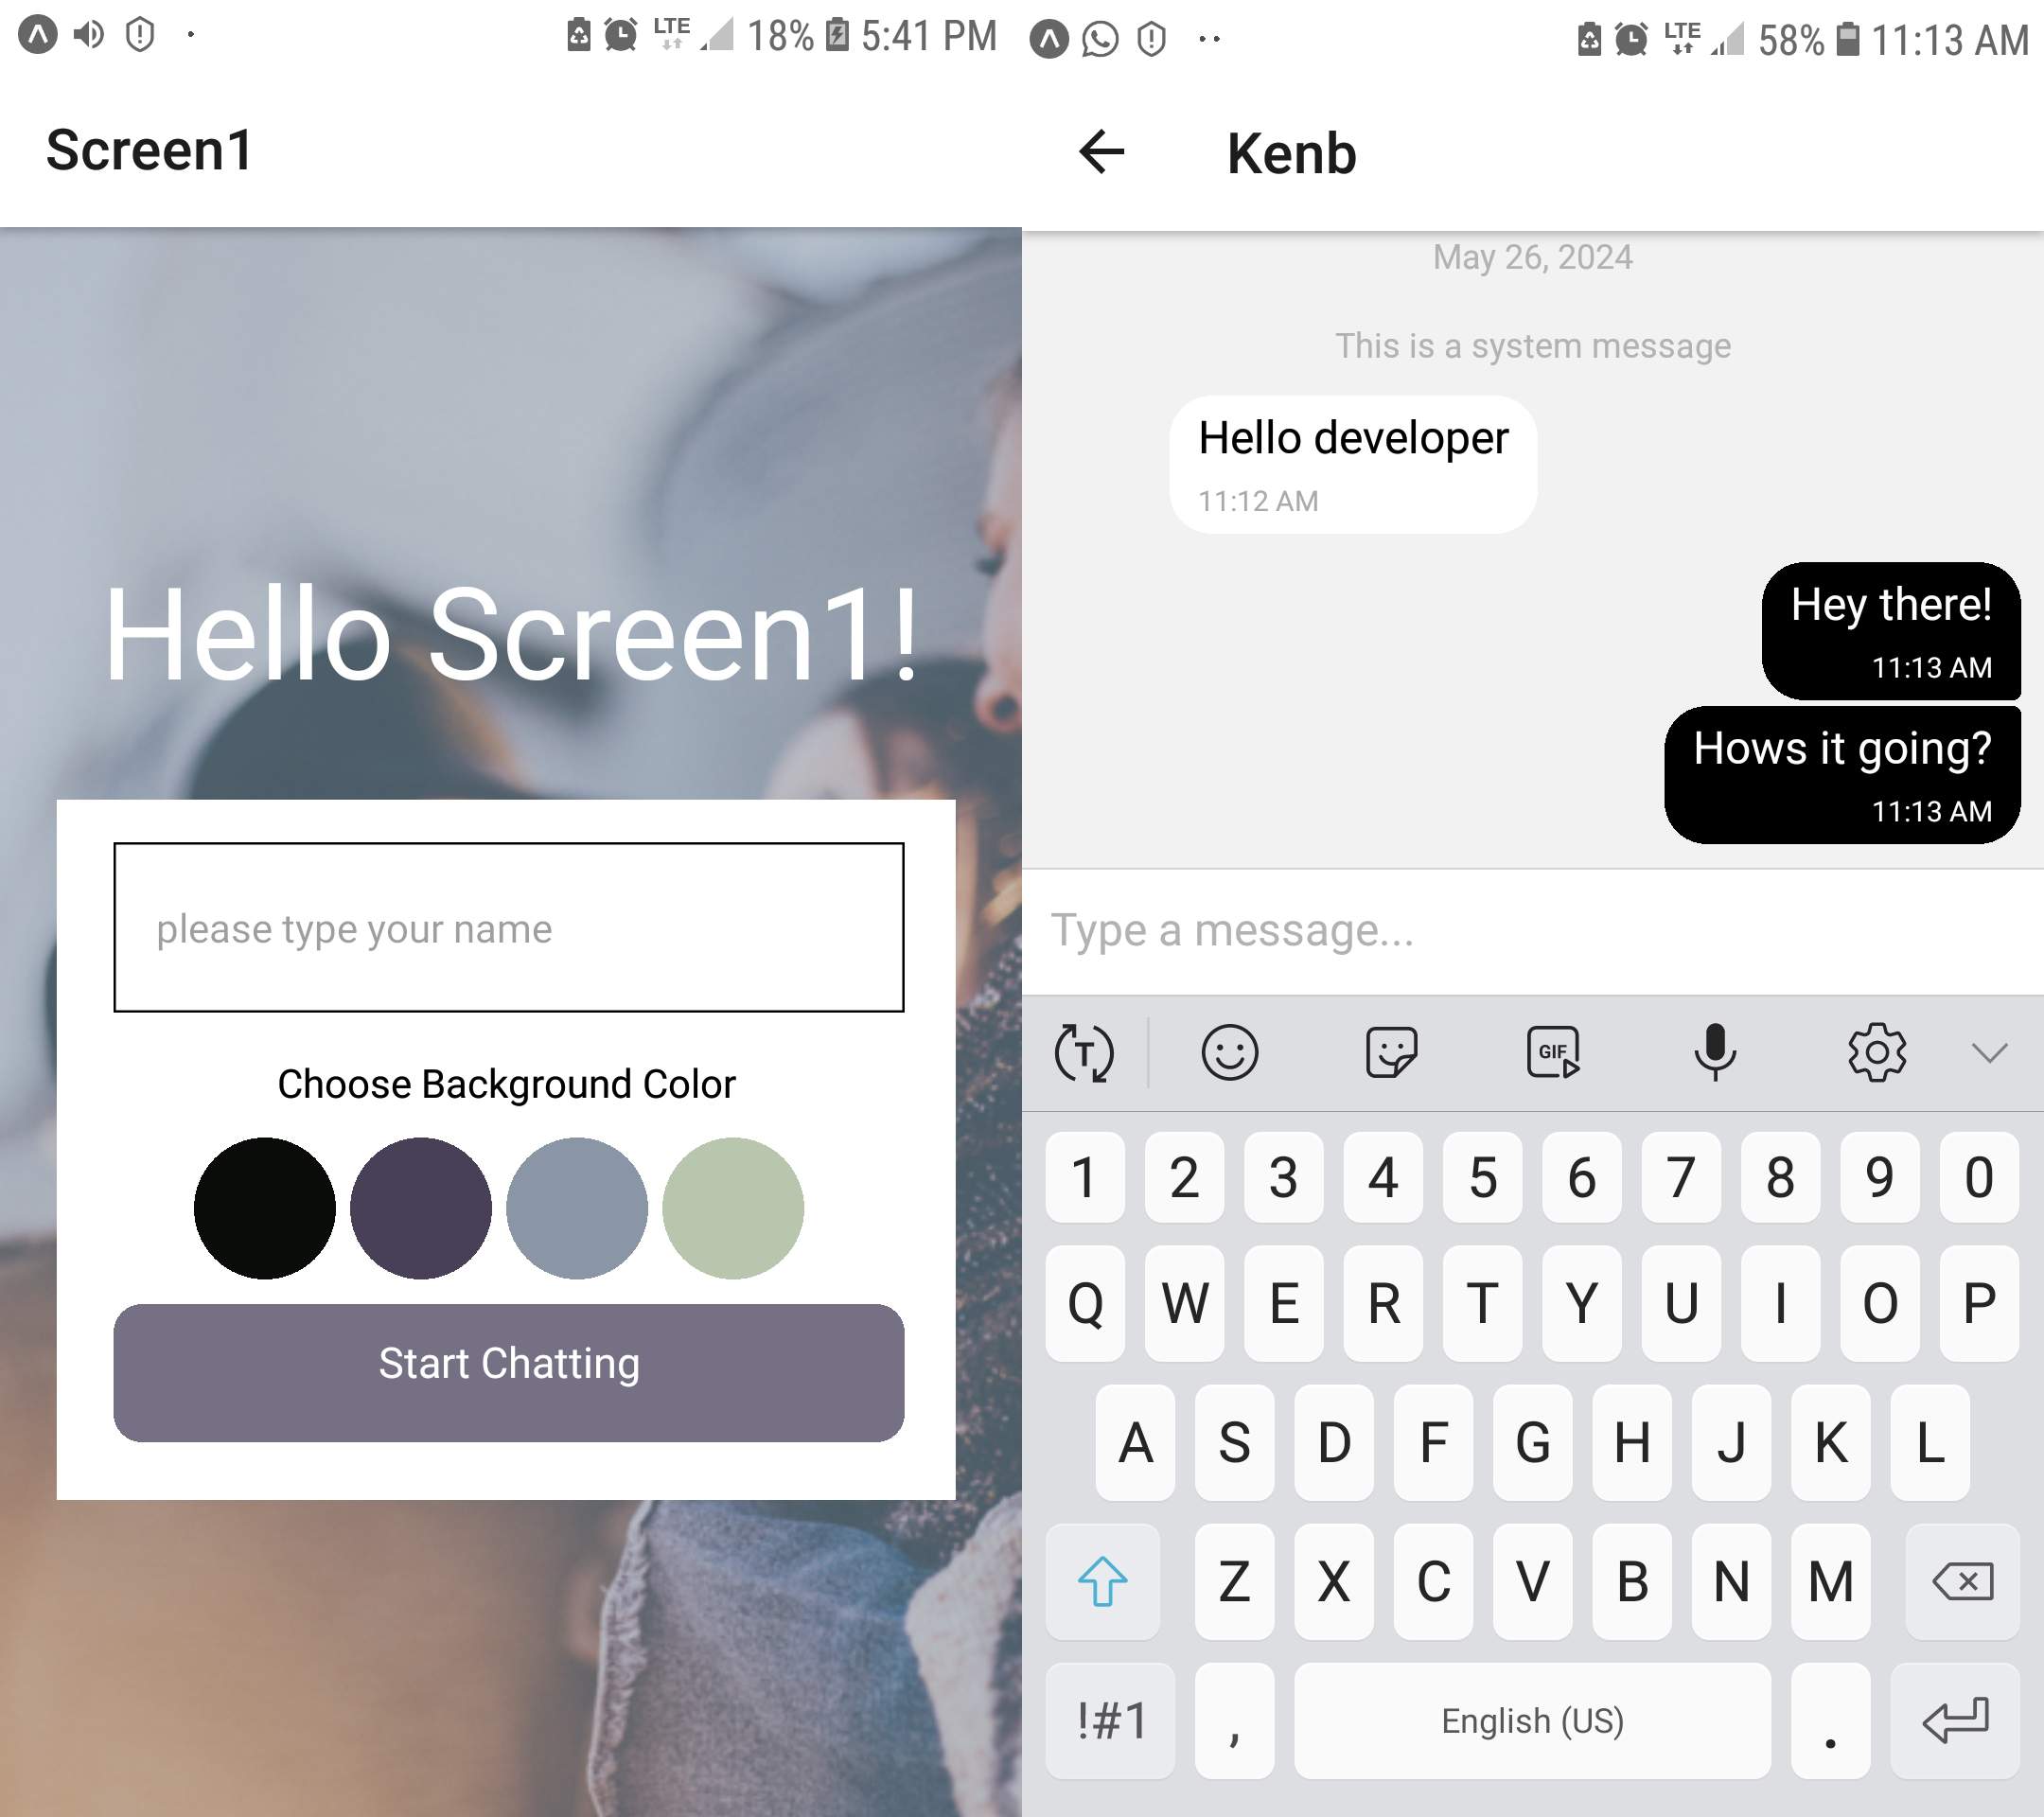 LTE 18% 5:41 PM
Screen1
Hello Screen1!
please type your name
Choose Background Color
Start Chatting
LTE 58% 11:13 AM
Kenb
May 26, 2024
This is a system message
Hello developer
11:12 AM
Hey there!
11:13 AM
Hows it going?
11:13 AM
Type a message...
T GIF
1 2 3 4 5 6 7 8 9 0
Q W E R T Y U I O P
A S D F G H J K L
Z X C V B N M
!#1 , English (US) .